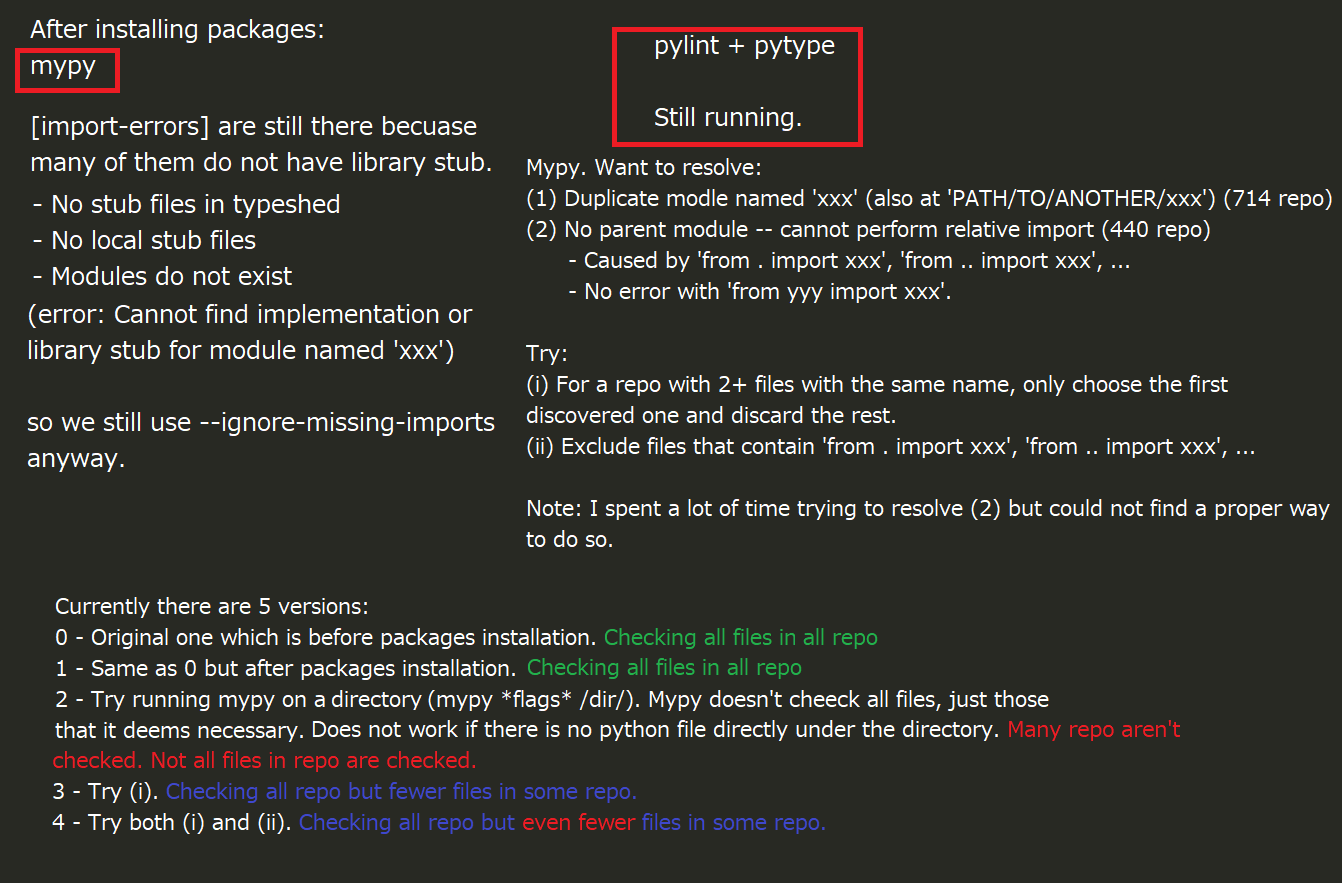 After installing packages:
mypy
[import-errors] are still there becuase
many of them do not have library stub.
- No stub files in typeshed
- No local stub files
- Modules do not exist
(error: Cannot find implementation or
library stub for module named 'xxx')
so we still use --ignore-missing-imports
anyway.
pylint + pytype
Still running.
Mypy. Want to resolve:
(1) Duplicate modle named 'xxx' (also at 'PATH/TO/ANOTHER/xxx') (714 repo)
(2) No parent module -- cannot perform relative import (440 repo)
- Caused by 'from . import xxx', 'from .. import xxx', ...
- No error with 'from yyy import xxx'.
Try:
(i) For a repo with 2+ files with the same name, only choose the first
discovered one and discard the rest.
(ii) Exclude files that contain 'from . import xxx', 'from .. import xxx', ...
Note: I spent a lot of time trying to resolve (2) but could not find a proper way
to do so.
Currently there are 5 versions:
0 - Original one which is before packages installation. Checking all files in all repo
1 - Same as 0 but after packages installation. Checking all files in all repo
2 - Try running mypy on a directory (mypy *flags* /dir/). Mypy doesn't cheeck all files, just those
that it deems necessary. Does not work if there is no python file directly under the directory. Many repo aren't
checked. Not all files in repo are checked.
3 - Try (i). Checking all repo but fewer files in some repo.
4 - Try both (i) and (ii). Checking all repo but even fewer files in some repo.